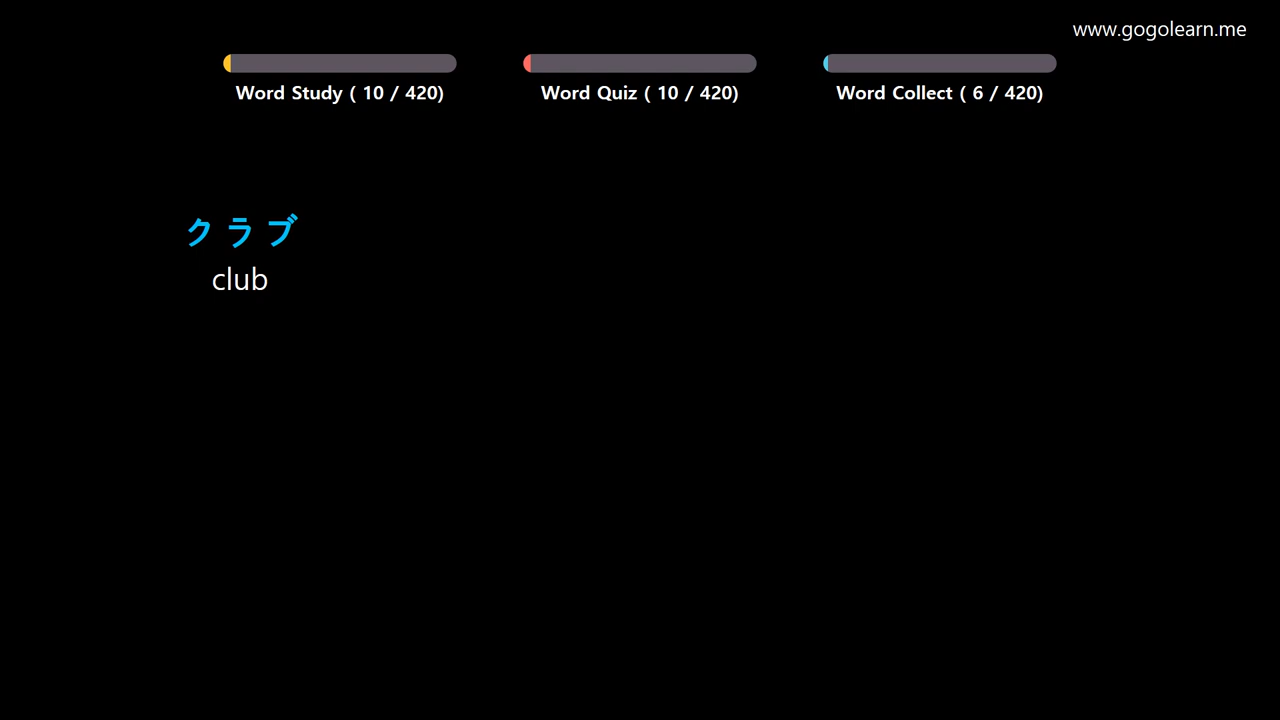 www.gogolearn.me
Word Study ( 10 / 420)
Word Quiz ( 10 / 420)
Word Collect ( 6 / 420)
クラブ
club